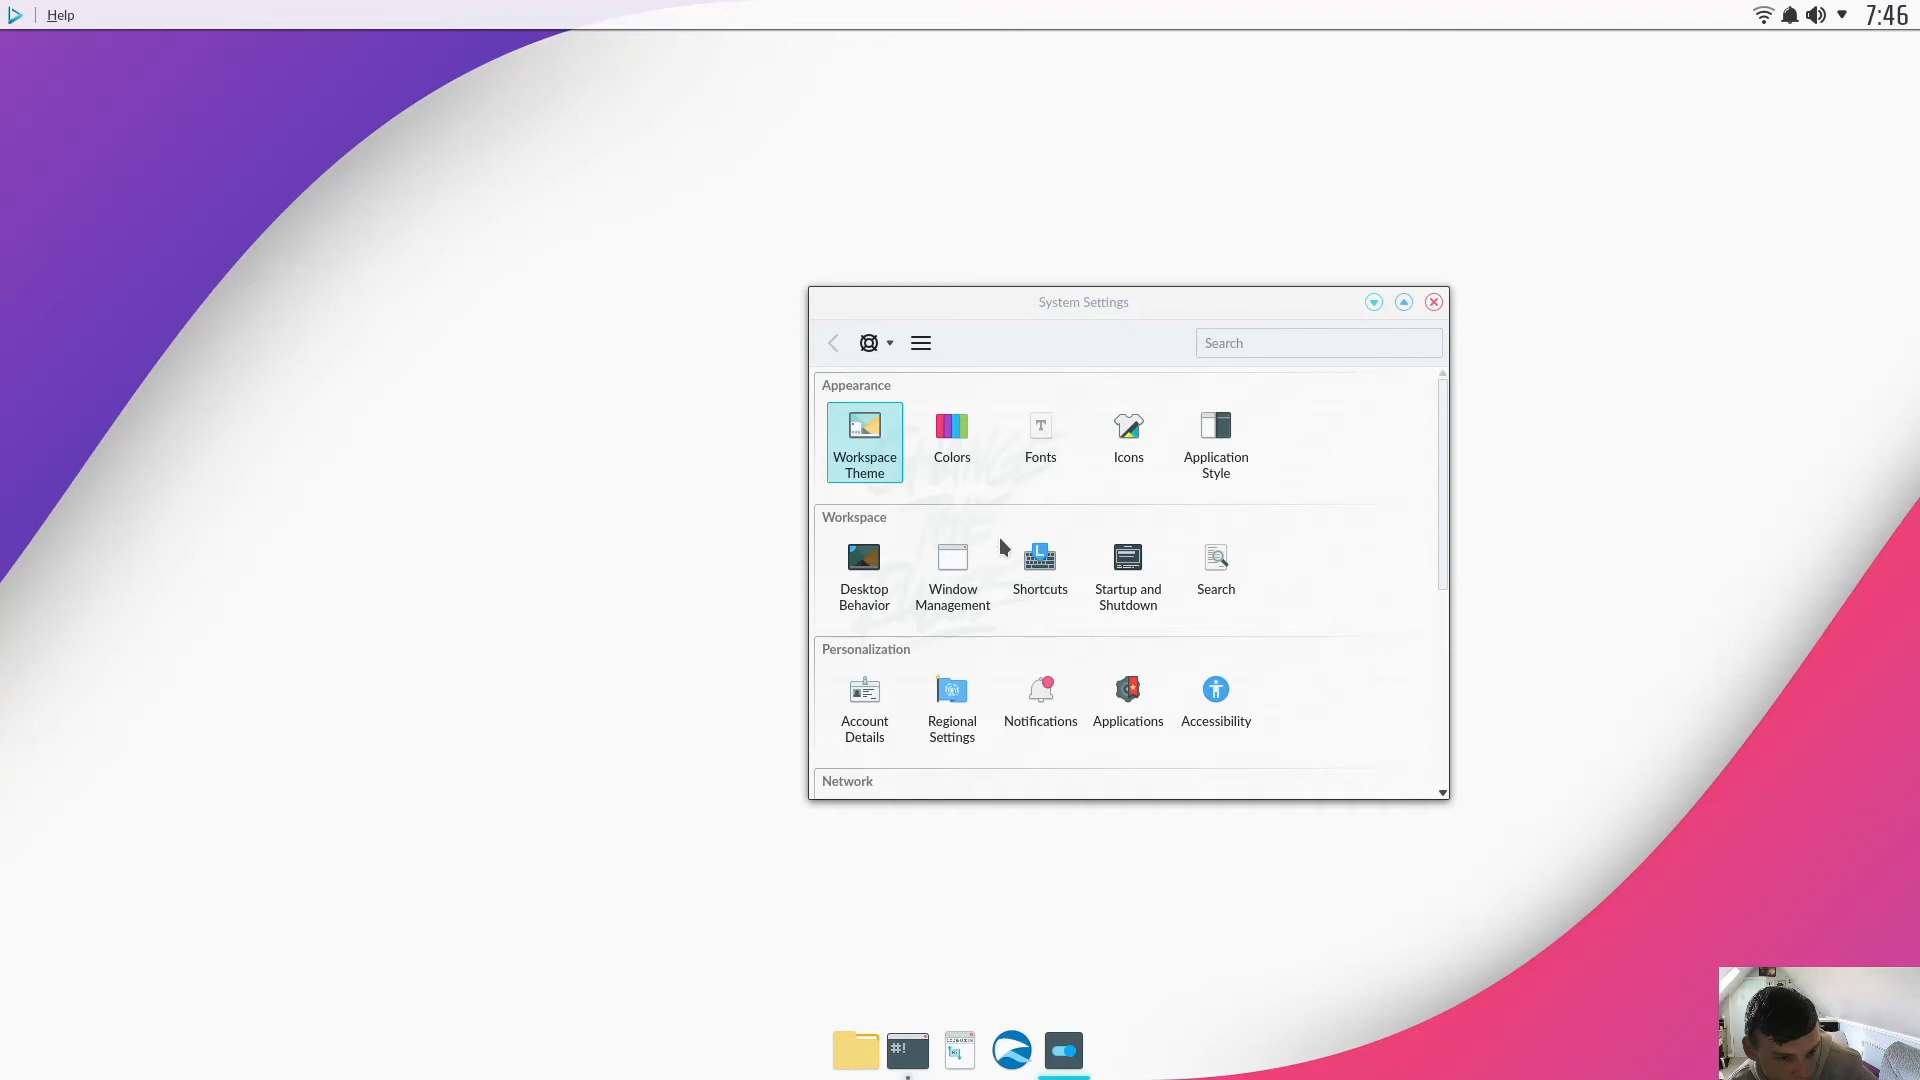 Help
7:46
System Settings
Search
Appearance
Workspace
Theme
Colors
Fonts
Icons
Application
Style
Workspace
Desktop
Behavior
Window
Management
Shortcuts
Startup and
Shutdown
Search
Personalization
Account
Details
Regional
Settings
Notifications
Applications
Accessibility
Network
#!